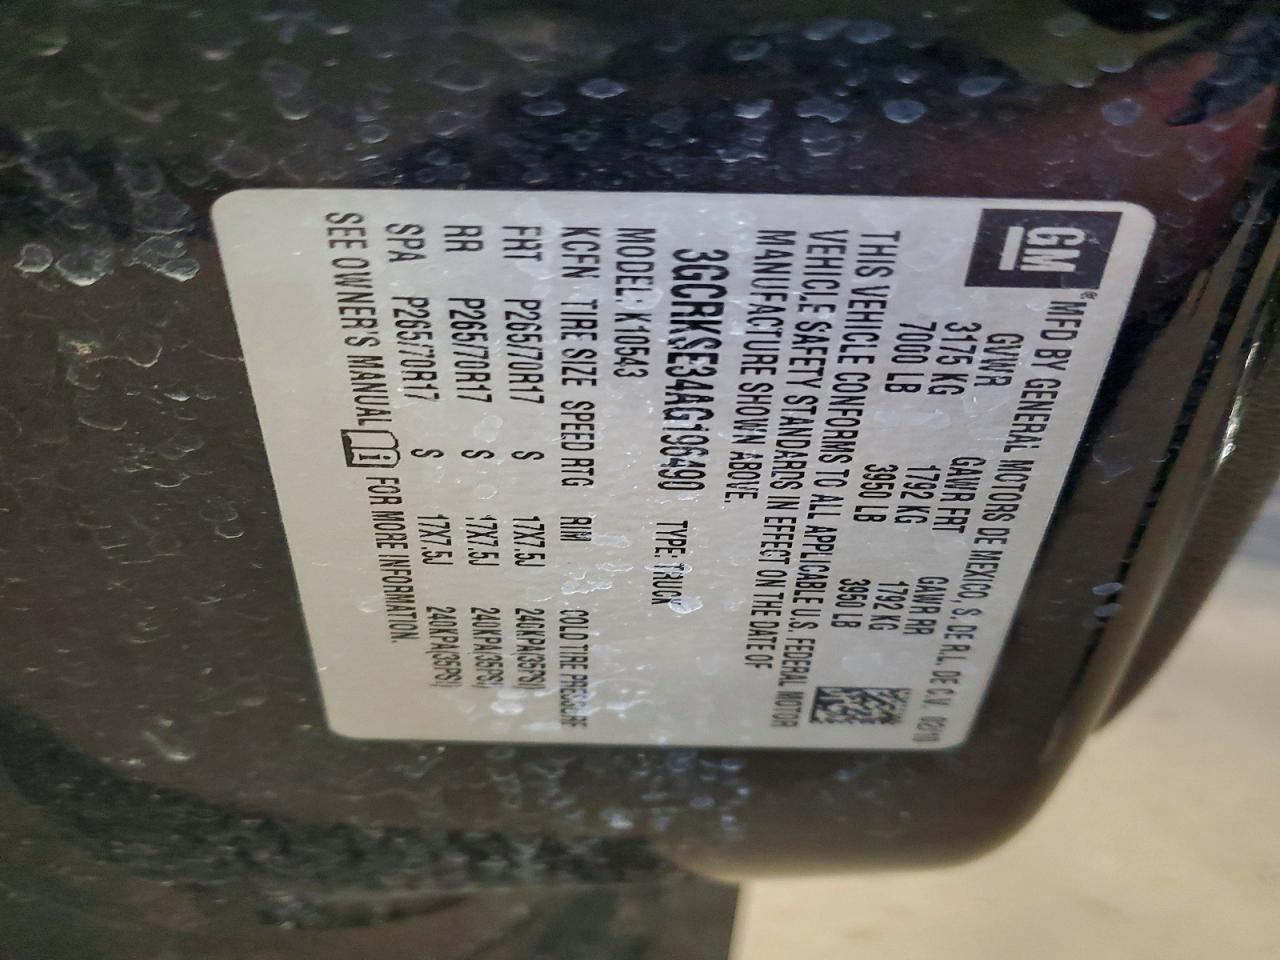 GM
® MFD BY GENERAL MOTORS DE MEXICO, S. DE R.L. DE C.V. 02/10
GVWR GAWR FRT GAWR RR
3175 KG 1792 KG 1792 KG
7000 LB 3950 LB 3950 LB
THIS VEHICLE CONFORMS TO ALL APPLICABLE U.S. FEDERAL MOTOR
VEHICLE SAFETY STANDARDS IN EFFECT ON THE DATE OF
MANUFACTURE SHOWN ABOVE.
3GCRKSE34AG196490 TYPE: TRUCK
MODEL: K10543
KCFN TIRE SIZE SPEED RTG RIM COLD TIRE PRESSURE
FRT P265/70R17 S 17X7.5J 240KPA(35PSI)
RR P265/70R17 S 17X7.5J 240KPA(35PSI)
SPA P265/70R17 S 17X7.5J 240KPA(35PSI)
SEE OWNER'S MANUAL i FOR MORE INFORMATION.